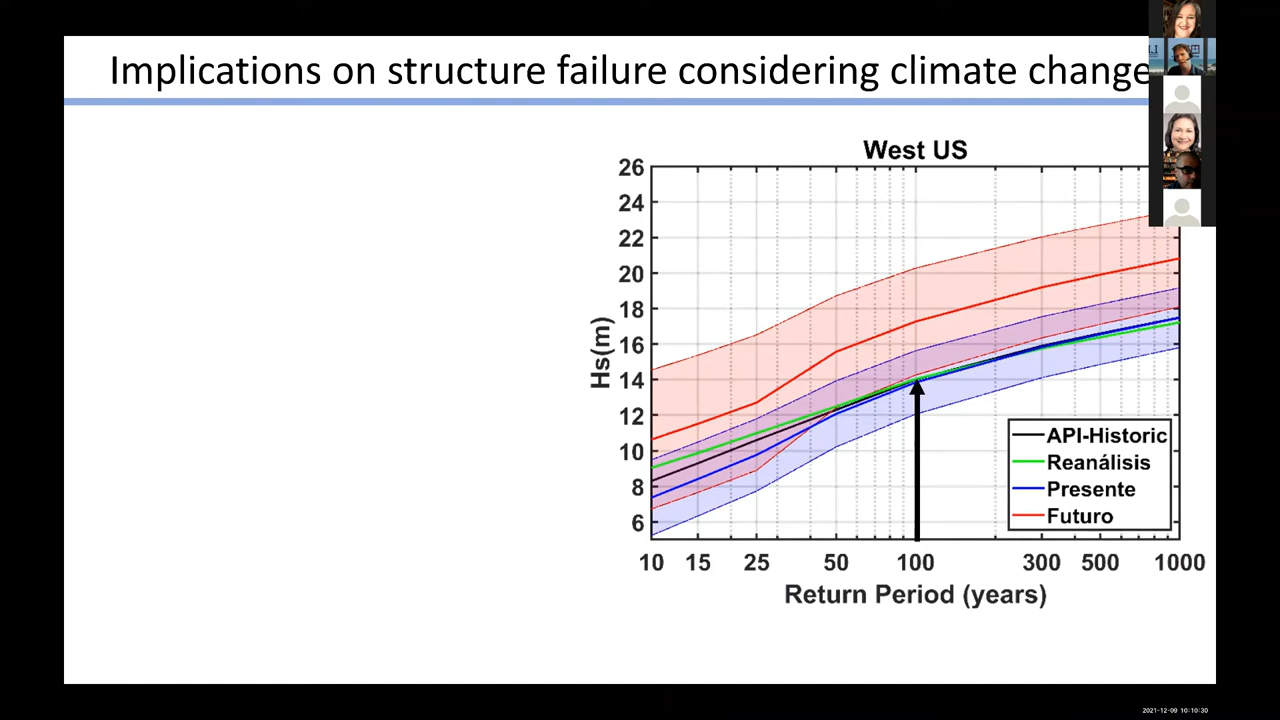 Implications on structure failure considering climate change
West US
26
24
22
20
18
16
14
12
10
8
6
Hs(m)
API-Historic
Reanálisis
Presente
Futuro
10 15 25 50 100 300 500 1000
Return Period (years)
2021-12-09 10:10:30